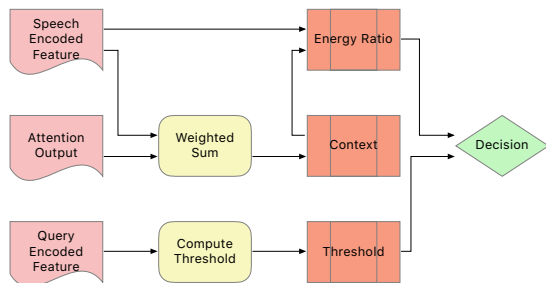 Speech
Encoded
Feature
Energy Ratio
Attention
Output
Weighted
Sum
Context
Decision
Query
Encoded
Feature
Compute
Threshold
Threshold